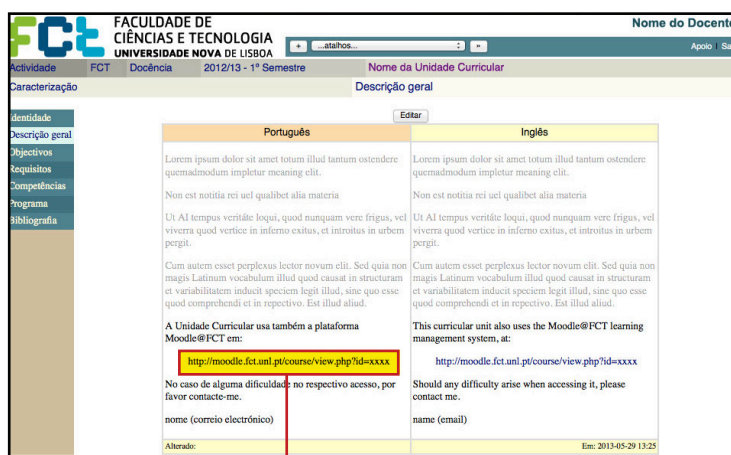 FCt
FACULDADE DE
CIÊNCIAS E TECNOLOGIA
UNIVERSIDADE NOVA DE LISBOA
Nome do Docente
+ ...atalhos... »
Apoio | Sa
Actividade FCT Docência 2012/13 - 1º Semestre Nome da Unidade Curricular
Caracterização Descrição geral
Identidade
Descrição geral
Objectivos
Requisitos
Competências
Programa
Bibliografia
Editar
Português
Lorem ipsum dolor sit amet totum illud tantum ostendere
quemadmodum impletur meaning elit.
Non est notitia rei uel qualibet alia materia
Ut AI tempus veritáte loqui, quod nunquam vere frigus, vel
viverra quod vertice in inferno exitus, et introitus in urbem
pergit.
Cum autem esset perplexus lector novum elit. Sed quia non
magis Latinum vocabulum illud quod causat in structuram
et variabilitatem inducit speciem legit illud, sine quo esse
quod comprehendi et in repectivo. Est illud aliud.
A Unidade Curricular usa também a plataforma
Moodle@FCT em:
http://moodle.fct.unl.pt/course/view.php?id=xxxx
No caso de alguma dificuldade no respectivo acesso, por
favor contacte-me.
nome (correio electrónico)
Inglês
Lorem ipsum dolor sit amet totum illud tantum ostendere
quemadmodum impletur meaning elit.
Non est notitia rei uel qualibet alia materia
Ut AI tempus veritáte loqui, quod nunquam vere frigus, vel
viverra quod vertice in inferno exitus, et introitus in urbem
pergit.
Cum autem esset perplexus lector novum elit. Sed quia non
magis Latinum vocabulum illud quod causat in structuram
et variabilitatem inducit speciem legit illud, sine quo esse
quod comprehendi et in repectivo. Est illud aliud.
This curricular unit also uses the Moodle@FCT learning
management system, at:
http://moodle.fct.unl.pt/course/view.php?id=xxxx
Should any difficulty arise when accessing it, please
contact me.
name (email)
Alterado: Em: 2013-05-29 13:25